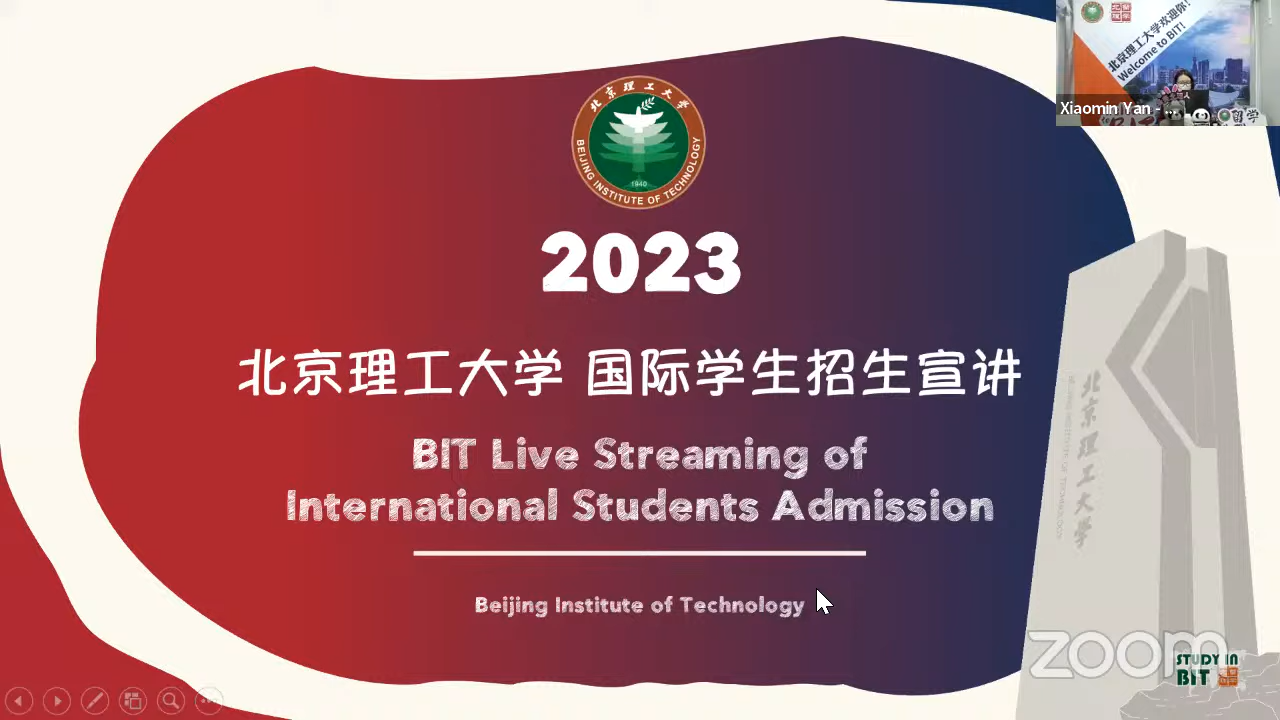 北京理工大学
BEIJING INSTITUTE OF TECHNOLOGY
1940
2023
北京理工大学 国际学生招生宣讲
BIT Live Streaming of
International Students Admission
Beijing Institute of Technology
北京理工大学欢迎你!
Welcome to BIT!
Xiaomin Yan - ...
留学
北京理工大学
zoom
STUDY IN
BIT